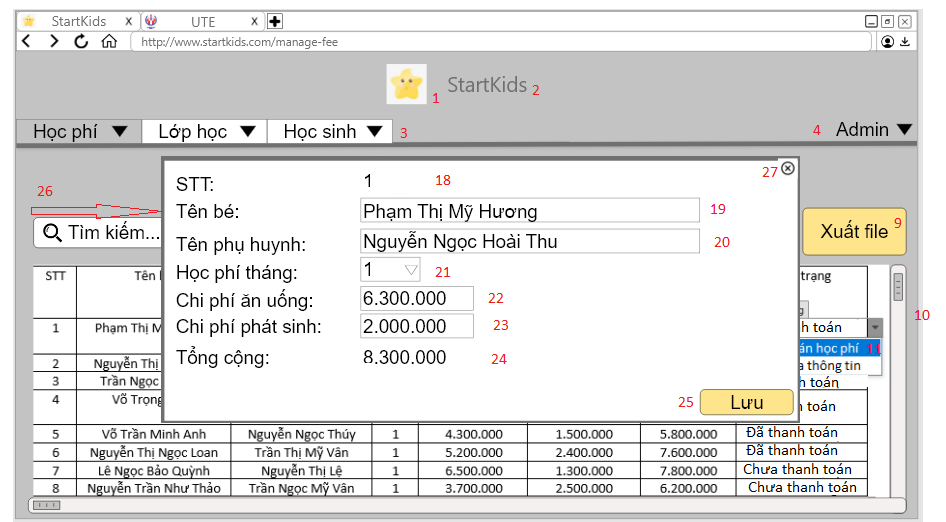 StartKids x UTE x
http://www.startkids.com/manage-fee
1 StartKids 2
Học phí Lớp học Học sinh 3 4 Admin
27
STT: 1 18
26
Tên bé: Phạm Thị Mỹ Hương 19
Tìm kiếm... Xuất file 9
Tên phụ huynh: Nguyễn Ngọc Hoài Thu 20
Học phí tháng: 1 21
STT Tên trạng
Chi phí ăn uống: 6.300.000 22
10
Chi phí phát sinh: 2.000.000 23
1 Phạm Thị M h toán
Tổng cộng: 8.300.000 24
án học phí 11
2 Nguyễn Thị a thông tin
3 Trần Ngọc h toán
4 Võ Trọng h toán
25 Lưu
5 Võ Trần Minh Anh Nguyễn Ngọc Thúy 1 4.300.000 1.500.000 5.800.000 Đã thanh toán
6 Nguyễn Thị Ngọc Loan Trần Thị Mỹ Vân 1 5.200.000 2.400.000 7.600.000 Đã thanh toán
7 Lê Ngọc Bảo Quỳnh Nguyễn Thị Lệ 1 6.500.000 1.300.000 7.800.000 Chưa thanh toán
8 Nguyễn Trần Như Thảo Trần Ngọc Mỹ Vân 1 3.700.000 2.500.000 6.200.000 Chưa thanh toán